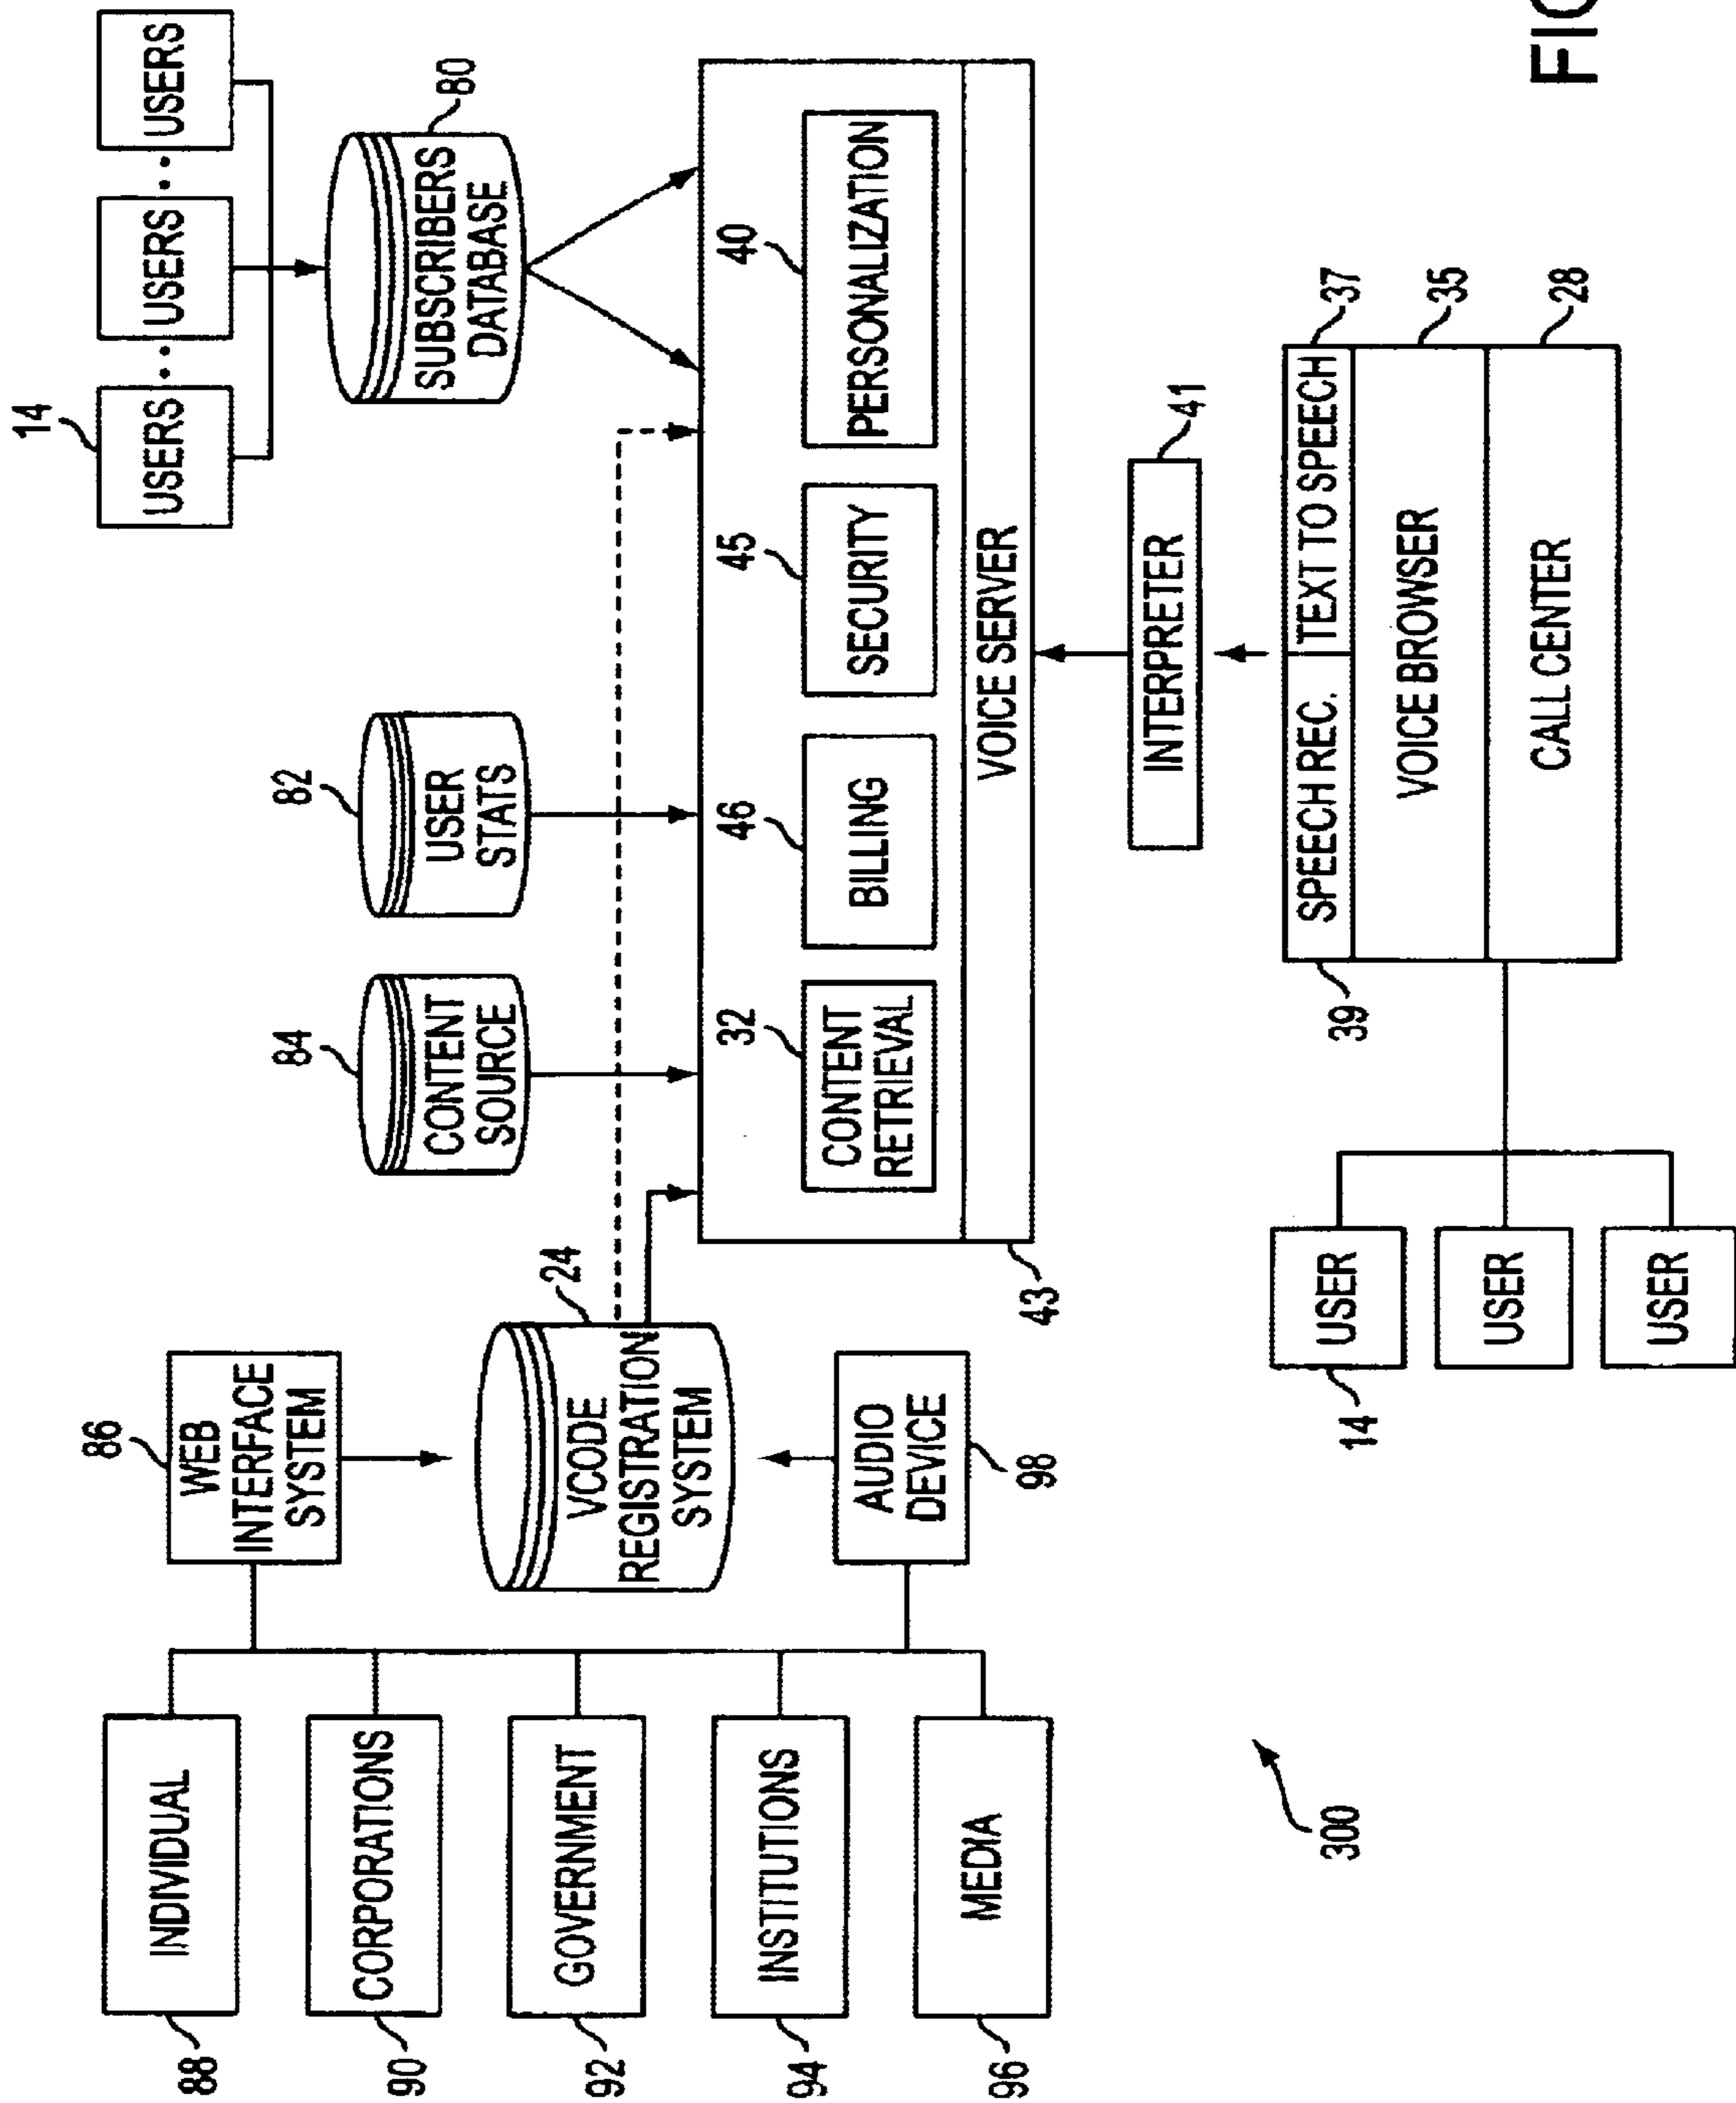 88
INDIVIDUAL
90
CORPORATIONS
92
GOVERNMENT
94
INSTITUTIONS
96
MEDIA
86
WEB
INTERFACE
SYSTEM
24
VCODE
REGISTRATION
SYSTEM
AUDIO
DEVICE
98
84
CONTENT
SOURCE
82
USER
STATS
14
USERS
USERS
USERS
80
SUBSCRIBERS
DATABASE
32
CONTENT
RETRIEVAL
46
BILLING
45
SECURITY
40
PERSONALIZATION
VOICE SERVER
43
INTERPRETER
41
39
SPEECH REC.
TEXT TO SPEECH
37
VOICE BROWSER
35
CALL CENTER
28
14
USER
USER
USER
300